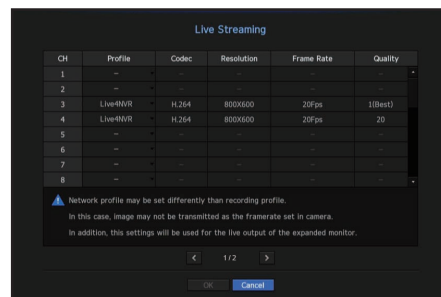 Live Streaming
CH Profile Codec Resolution Frame Rate Quality
1 - - - - -
2 - - - - -
3 Live4NVR H.264 800X600 20Fps 1(Best)
4 Live4NVR H.264 800X600 20Fps 20
5 - - - - -
6 - - - - -
7 - - - - -
8 - - - - -
Network profile may be set differently than recording profile.
In this case, image may not be transmitted as the framerate set in camera.
In addition, this settings will be used for the live output of the expanded monitor.
< 1/2 >
OK Cancel